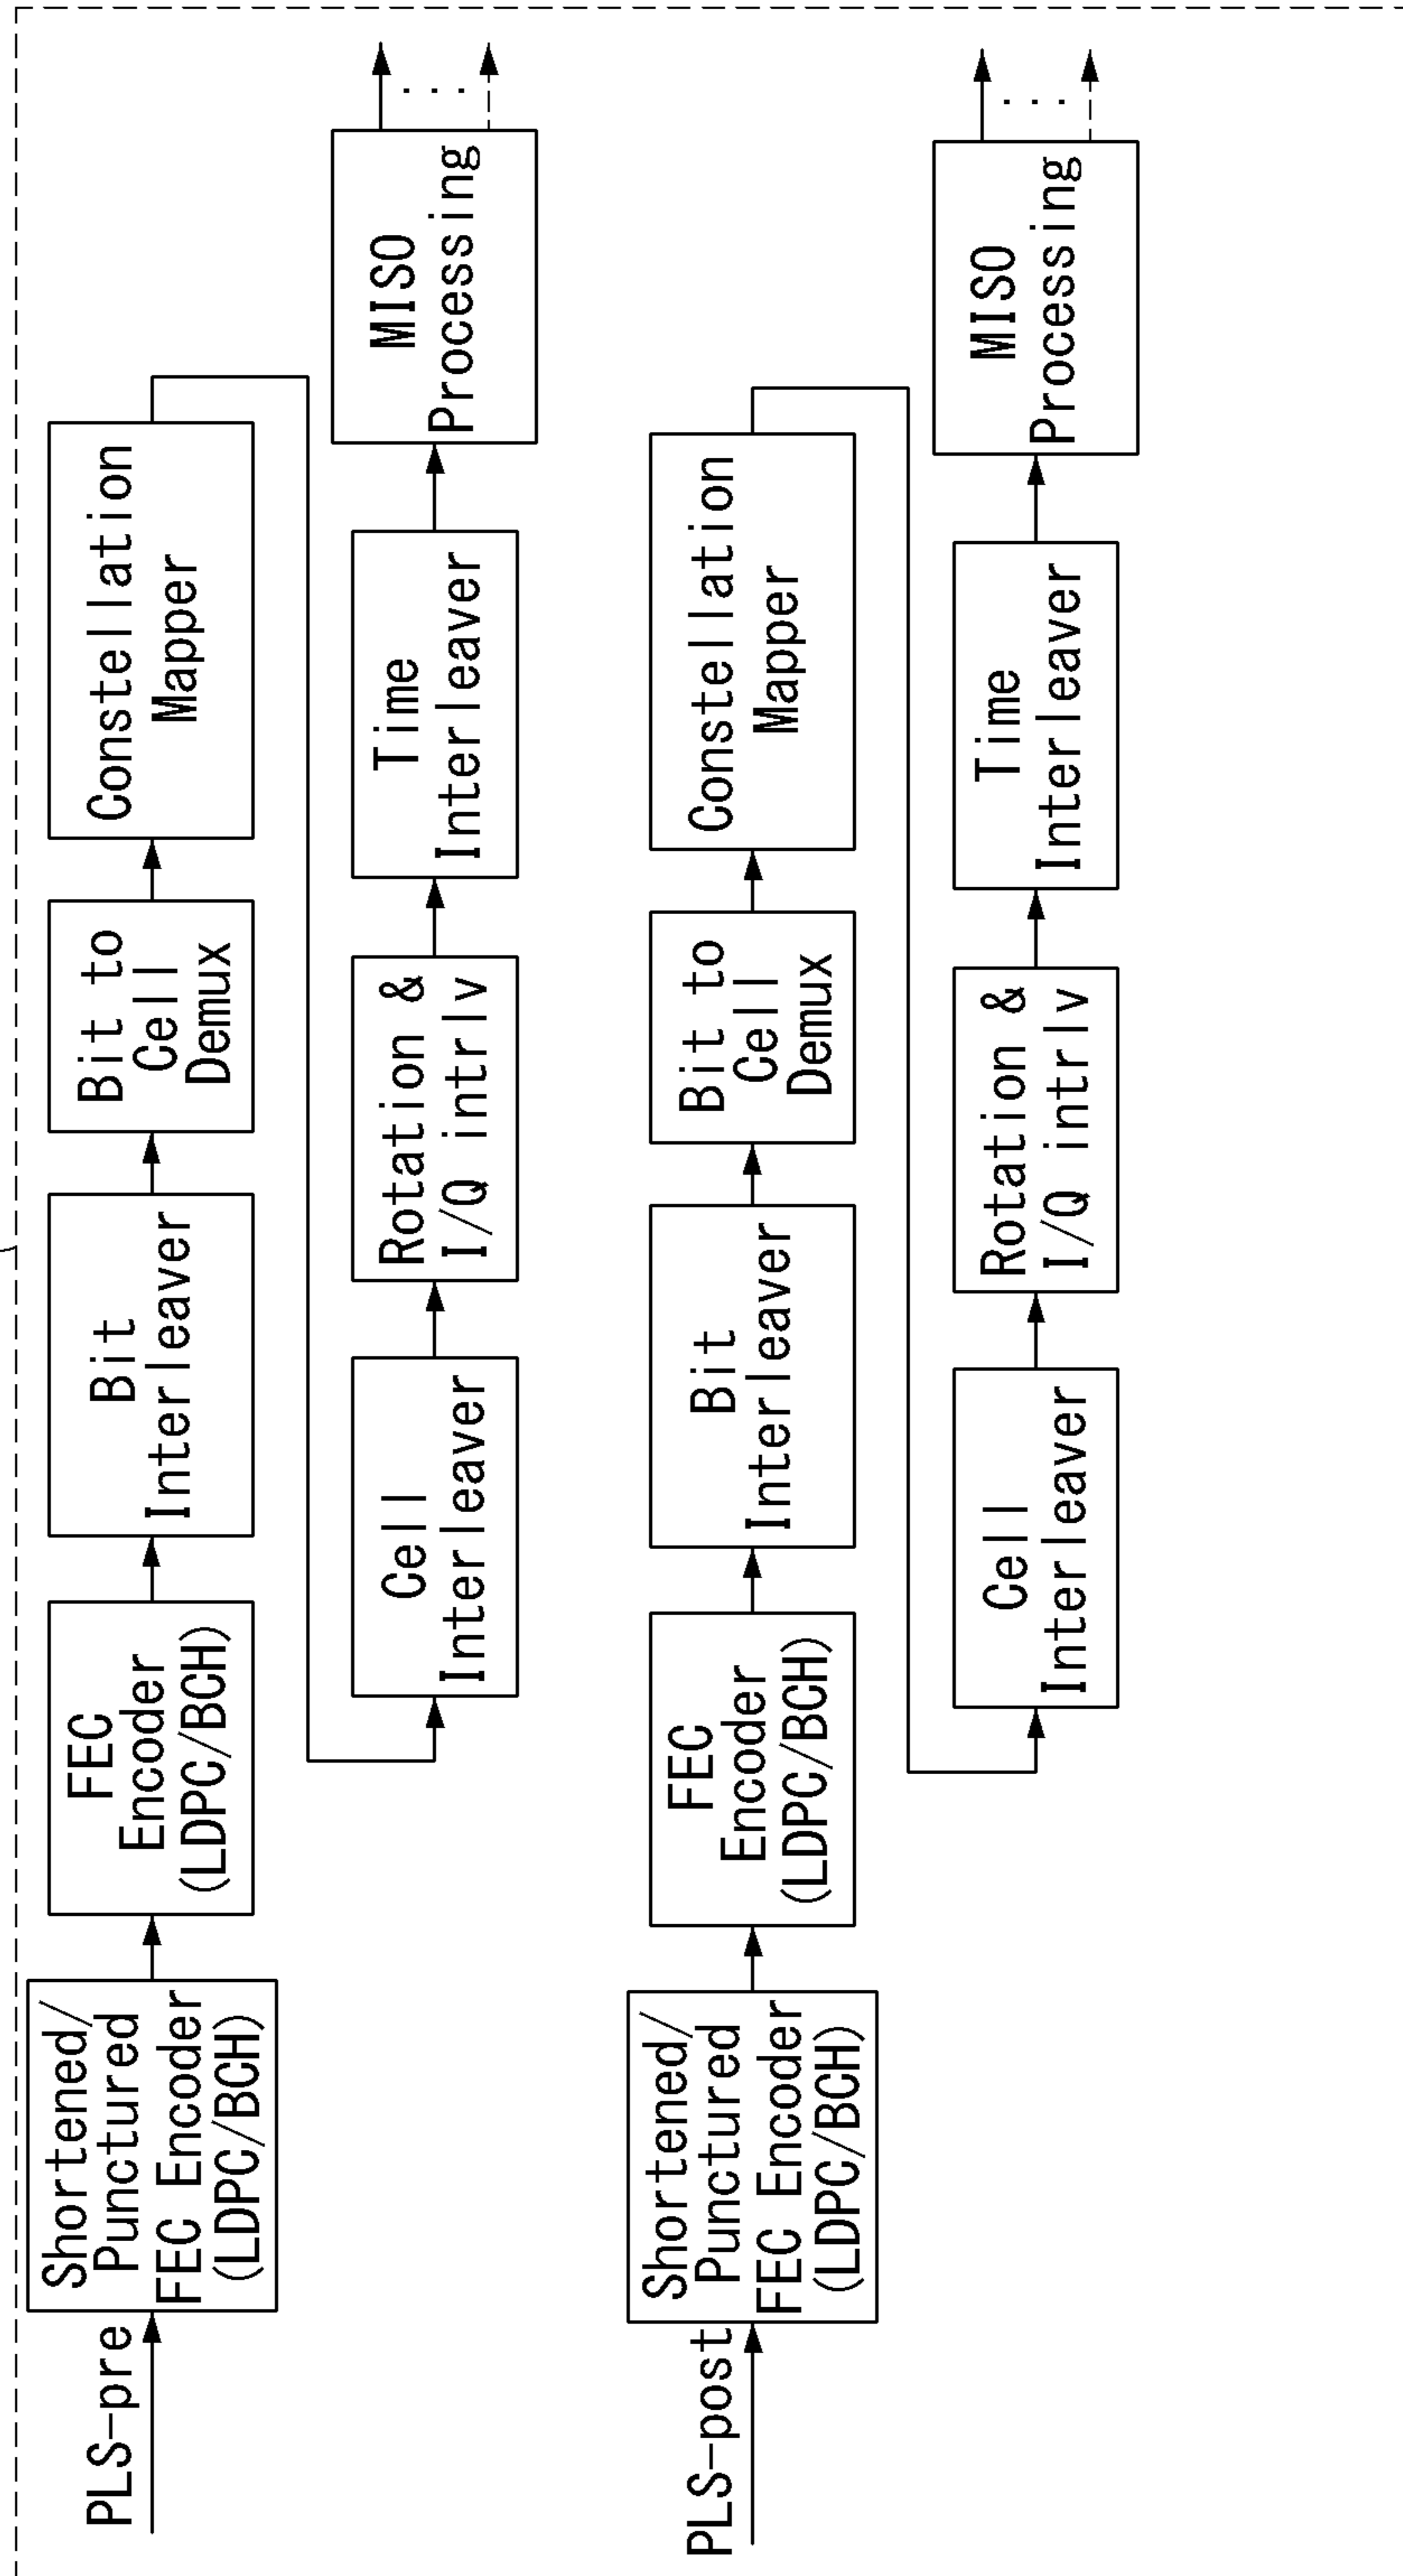 PLS-pre
Shortened/
Punctured
FEC Encoder
(LDPC/BCH)
FEC
Encoder
(LDPC/BCH)
Bit
Interleaver
Bit to
Cell
Demux
Constellation
Mapper
Cell
Interleaver
Rotation &
I/Q intrlv
Time
Interleaver
MISO
Processing
...
PLS-post
Shortened/
Punctured
FEC Encoder
(LDPC/BCH)
FEC
Encoder
(LDPC/BCH)
Bit
Interleaver
Bit to
Cell
Demux
Constellation
Mapper
Cell
Interleaver
Rotation &
I/Q intrlv
Time
Interleaver
MISO
Processing
...